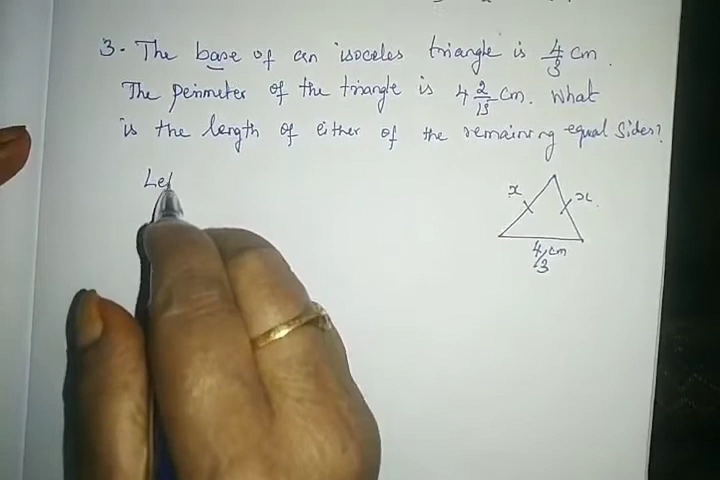 3. The base of an isoceles triangle is 4/3 cm.
The perimeter of the triangle is 4 2/15 cm. What
is the length of either of the remaining equal sides?
Let
x
x
4/3 cm